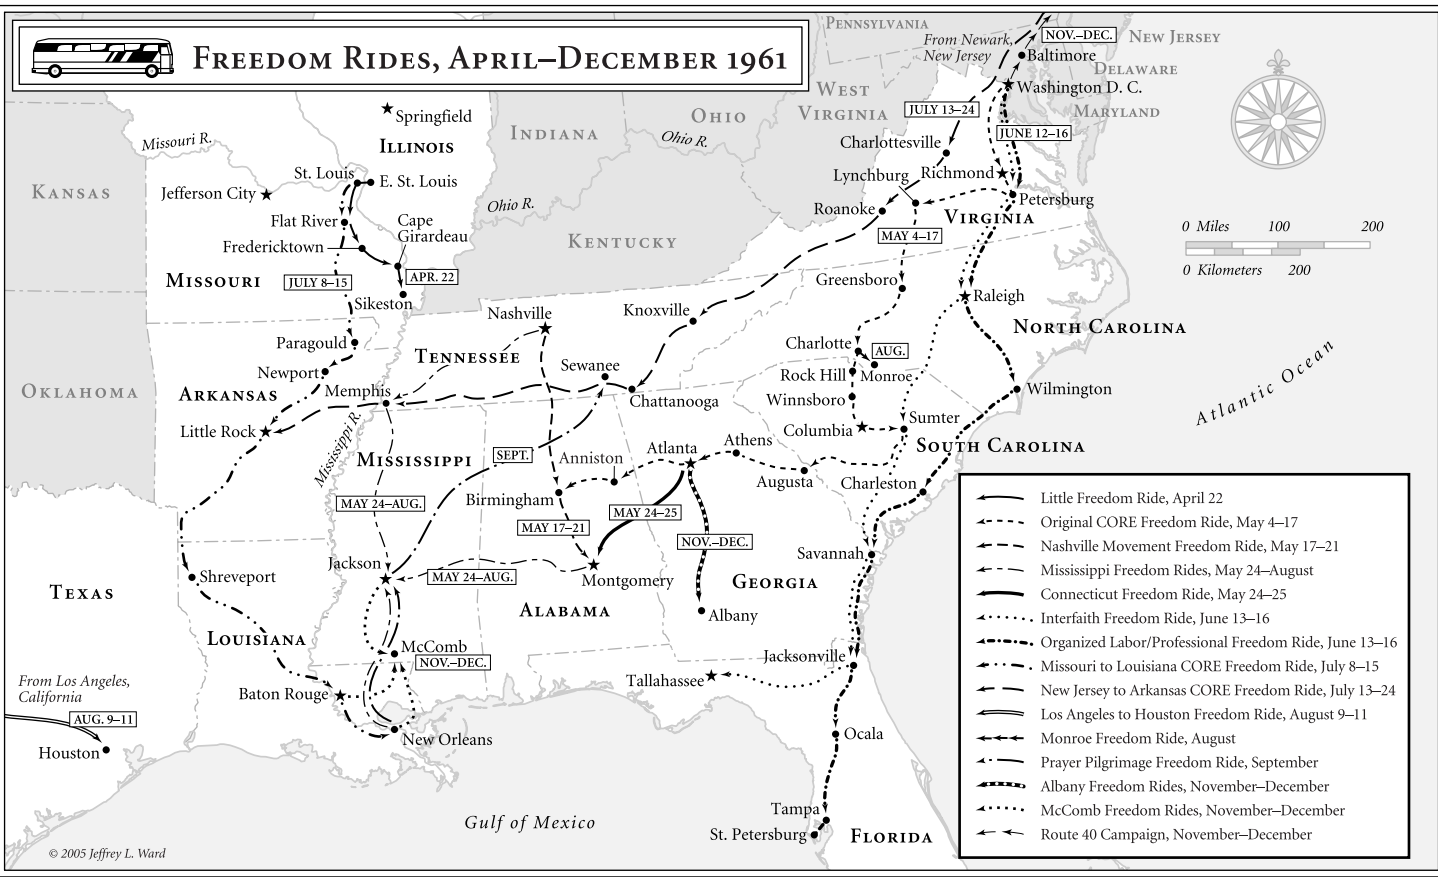 FREEDOM RIDES, APRIL–DECEMBER 1961
PENNSYLVANIA
From Newark,
New Jersey
NOV.–DEC.
NEW JERSEY
Baltimore
DELAWARE
Washington D. C.
MARYLAND
WEST
VIRGINIA
OHIO
INDIANA
Ohio R.
JULY 13–24
JUNE 12–16
Springfield
ILLINOIS
Missouri R.
Charlottesville
KANSAS
St. Louis
E. St. Louis
Jefferson City
Lynchburg
Richmond
Petersburg
Ohio R.
Roanoke
VIRGINIA
Flat River
Cape
Girardeau
Fredericktown
KENTUCKY
MAY 4–17
0 Miles 100 200
0 Kilometers 200
MISSOURI
JULY 8–15
APR. 22
Sikeston
Greensboro
Raleigh
Nashville
Knoxville
NORTH CAROLINA
Paragould
TENNESSEE
Charlotte
AUG.
Newport
Sewanee
Rock Hill
Monroe
OKLAHOMA
ARKANSAS
Memphis
Chattanooga
Winnsboro
Wilmington
Atlantic Ocean
Little Rock
Mississippi R.
Columbia
Sumter
SOUTH CAROLINA
MISSISSIPPI
SEPT.
Anniston
Atlanta
Athens
Augusta
Charleston
MAY 24–AUG.
Birmingham
MAY 17–21
MAY 24–25
NOV.–DEC.
Savannah
Jackson
MAY 24–AUG.
Montgomery
GEORGIA
TEXAS
Shreveport
ALABAMA
Albany
LOUISIANA
McComb
NOV.–DEC.
Jacksonville
Tallahassee
From Los Angeles,
California
AUG. 9–11
Baton Rouge
Houston
New Orleans
Ocala
Tampa
St. Petersburg
FLORIDA
Gulf of Mexico
© 2005 Jeffrey L. Ward
Little Freedom Ride, April 22
Original CORE Freedom Ride, May 4–17
Nashville Movement Freedom Ride, May 17–21
Mississippi Freedom Rides, May 24–August
Connecticut Freedom Ride, May 24–25
Interfaith Freedom Ride, June 13–16
Organized Labor/Professional Freedom Ride, June 13–16
Missouri to Louisiana CORE Freedom Ride, July 8–15
New Jersey to Arkansas CORE Freedom Ride, July 13–24
Los Angeles to Houston Freedom Ride, August 9–11
Monroe Freedom Ride, August
Prayer Pilgrimage Freedom Ride, September
Albany Freedom Rides, November–December
McComb Freedom Rides, November–December
Route 40 Campaign, November–December